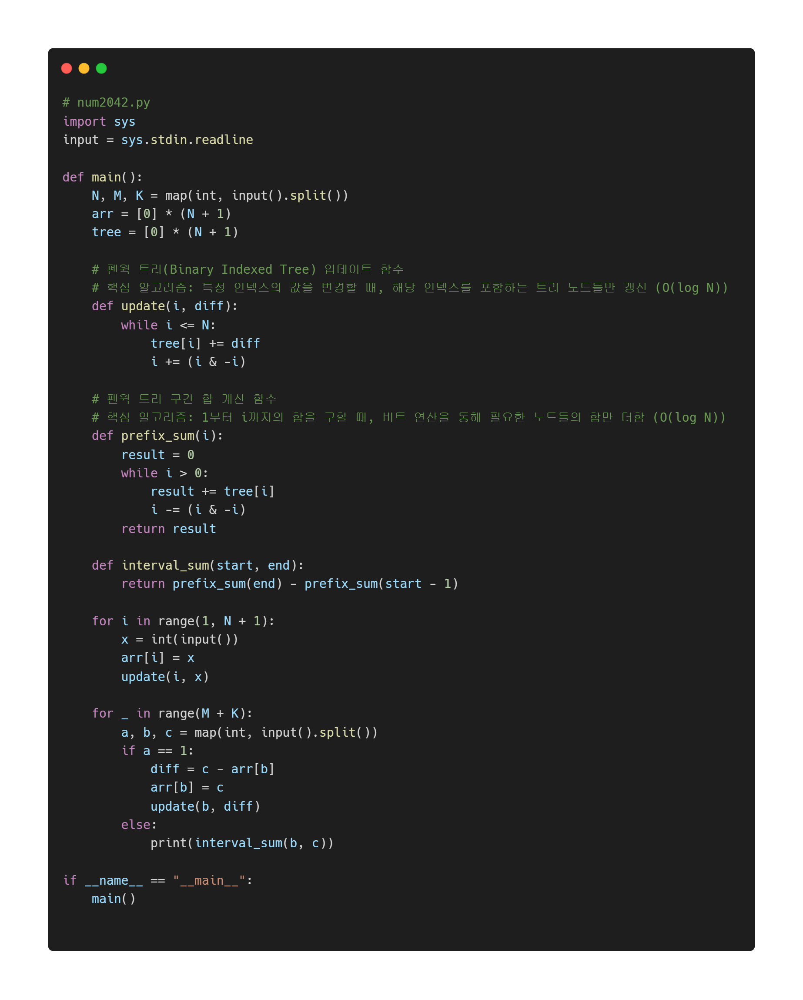 # num2042.py
import sys
input = sys.stdin.readline

def main():
    N, M, K = map(int, input().split())
    arr = [0] * (N + 1)
    tree = [0] * (N + 1)

    # 펜윅 트리(Binary Indexed Tree) 업데이트 함수
    # 핵심 알고리즘: 특정 인덱스의 값을 변경할 때, 해당 인덱스를 포함하는 트리 노드들만 갱신 (O(log N))
    def update(i, diff):
        while i <= N:
            tree[i] += diff
            i += (i & -i)

    # 펜윅 트리 구간 합 계산 함수
    # 핵심 알고리즘: 1부터 i까지의 합을 구할 때, 비트 연산을 통해 필요한 노드들의 합만 더함 (O(log N))
    def prefix_sum(i):
        result = 0
        while i > 0:
            result += tree[i]
            i -= (i & -i)
        return result

    def interval_sum(start, end):
        return prefix_sum(end) - prefix_sum(start - 1)

    for i in range(1, N + 1):
        x = int(input())
        arr[i] = x
        update(i, x)

    for _ in range(M + K):
        a, b, c = map(int, input().split())
        if a == 1:
            diff = c - arr[b]
            arr[b] = c
            update(b, diff)
        else:
            print(interval_sum(b, c))

if __name__ == "__main__":
    main()